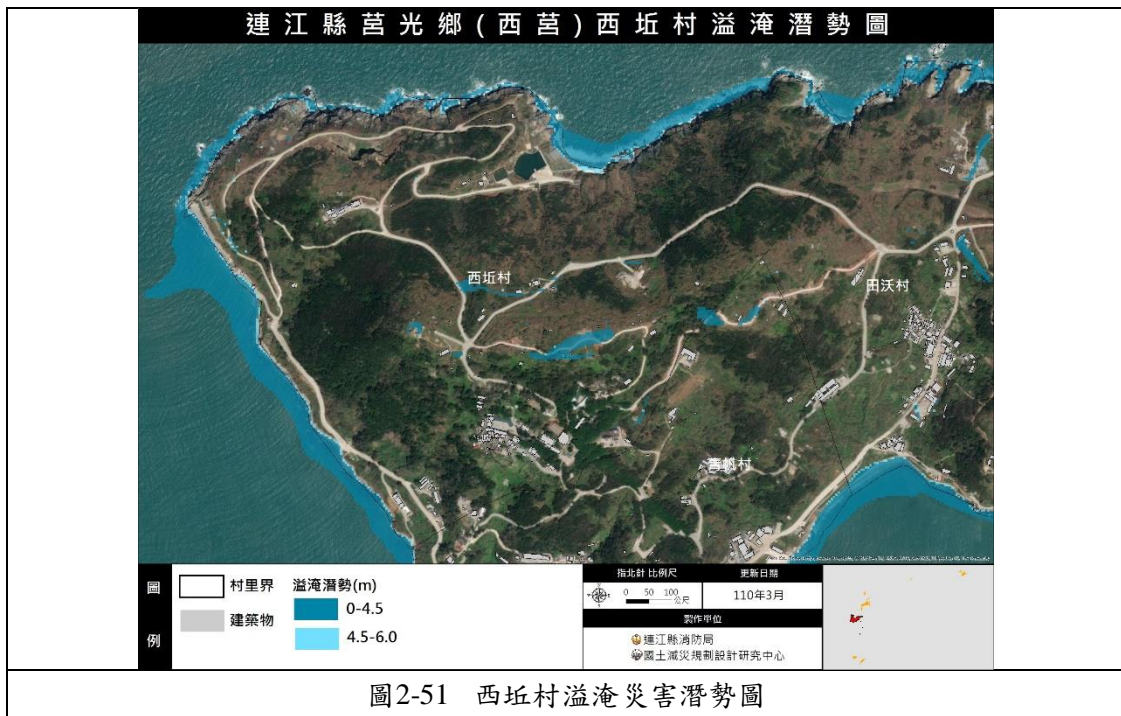 連江縣莒光鄉(西莒)西坵村溢淹潛勢圖
西坵村
田沃村
青帆村
圖例
村里界
建築物
溢淹潛勢(m)
0-4.5
4.5-6.0
指北針 比例尺
0 50 100
公尺
更新日期
110年3月
製作單位
連江縣消防局
國土減災規劃設計研究中心
圖2-51 西坵村溢淹災害潛勢圖